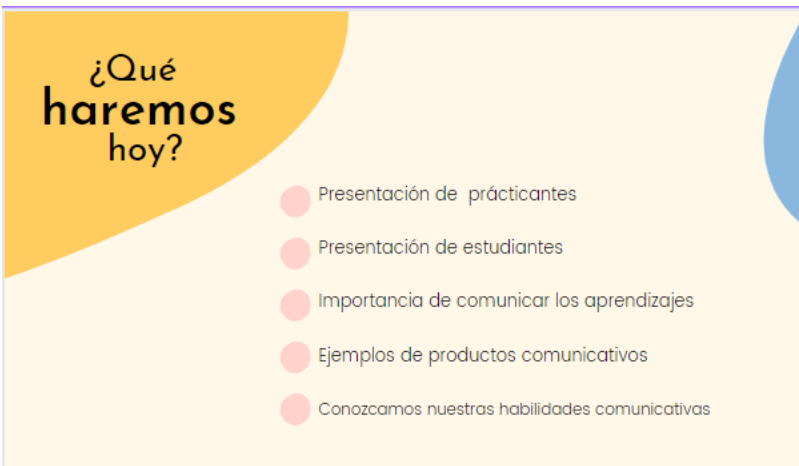 ¿Qué
haremos
hoy?
Presentación de prácticantes
Presentación de estudiantes
Importancia de comunicar los aprendizajes
Ejemplos de productos comunicativos
Conozcamos nuestras habilidades comunicativas